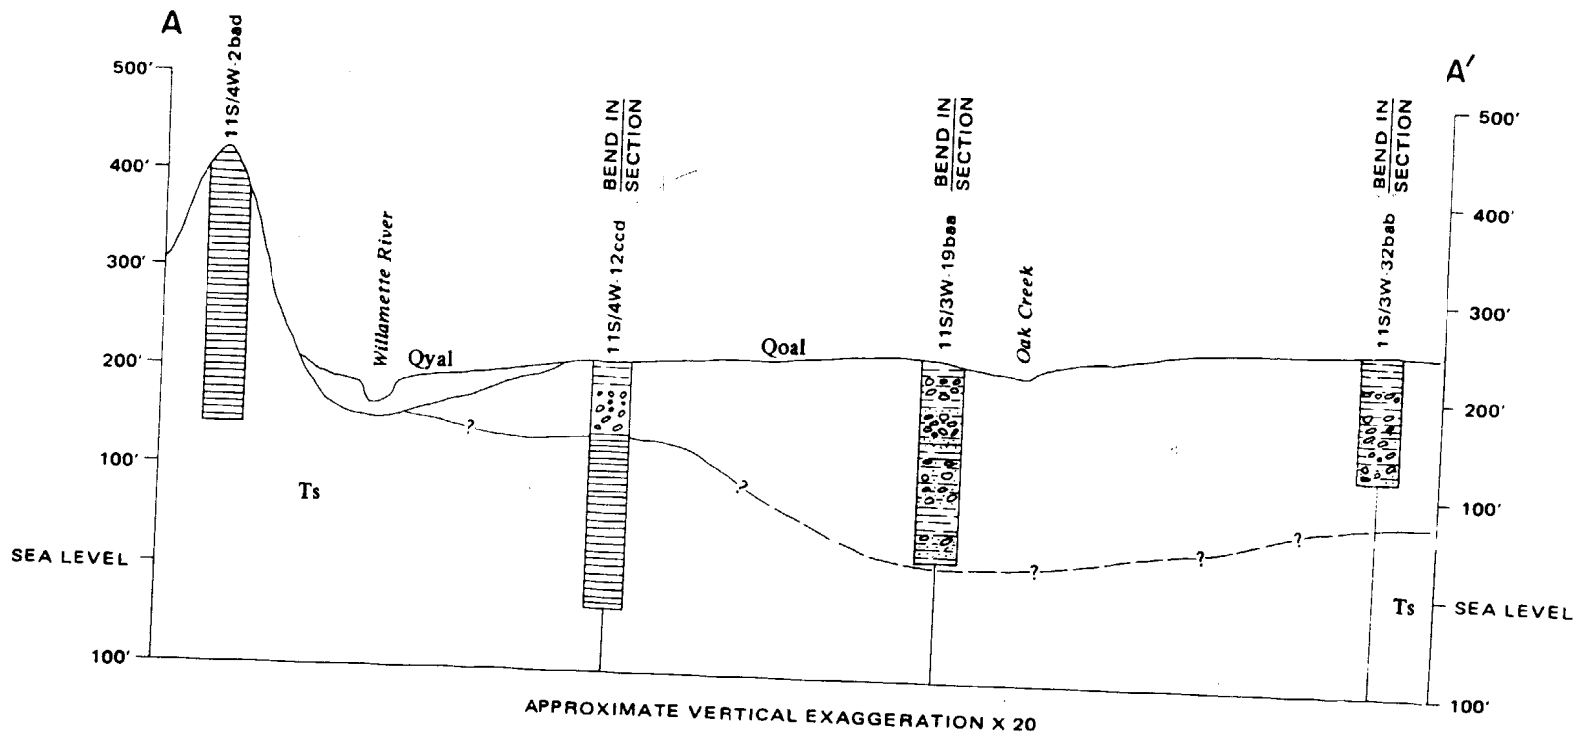 A
A′
500′
400′
300′
200′
100′
SEA LEVEL
100′
11S/4W-2bad
Willamette River
Qyal
BEND IN
SECTION
11S/4W-12ccd
Qoal
BEND IN
SECTION
11S/3W-19baa
Oak Creek
BEND IN
SECTION
11S/3W-32bab
500′
400′
300′
200′
100′
SEA LEVEL
100′
Ts
Ts
?
?
?
?
?
APPROXIMATE VERTICAL EXAGGERATION X 20